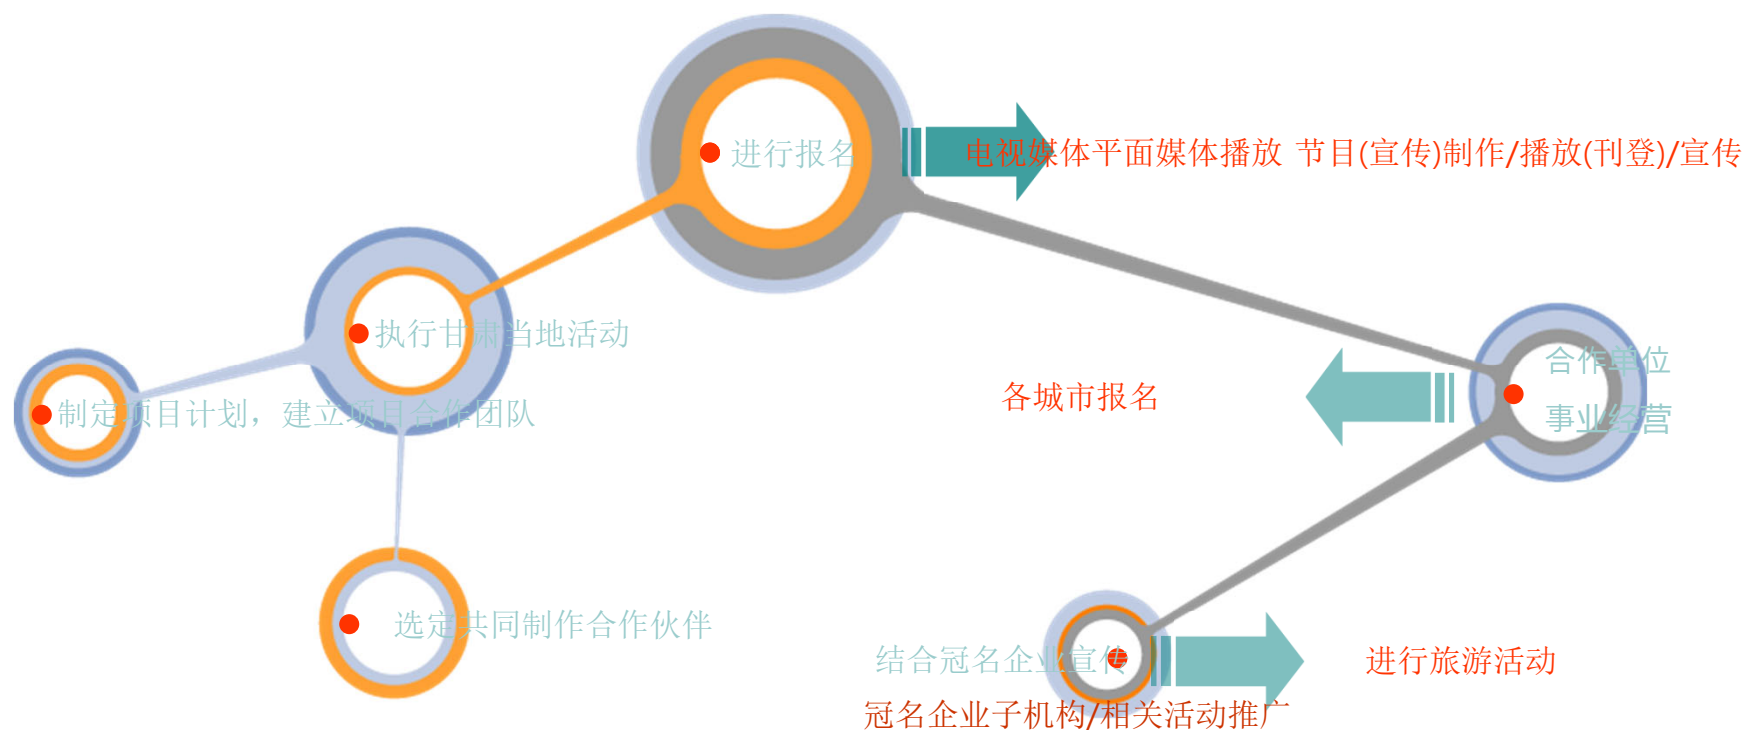 进行报名
电视媒体平面媒体播放 节目(宣传)制作/播放(刊登)/宣传
执行甘肃当地活动
合作单位
事业经营
各城市报名
制定项目计划，建立项目合作团队
选定共同制作合作伙伴
结合冠名企业宣传
进行旅游活动
冠名企业子机构/相关活动推广